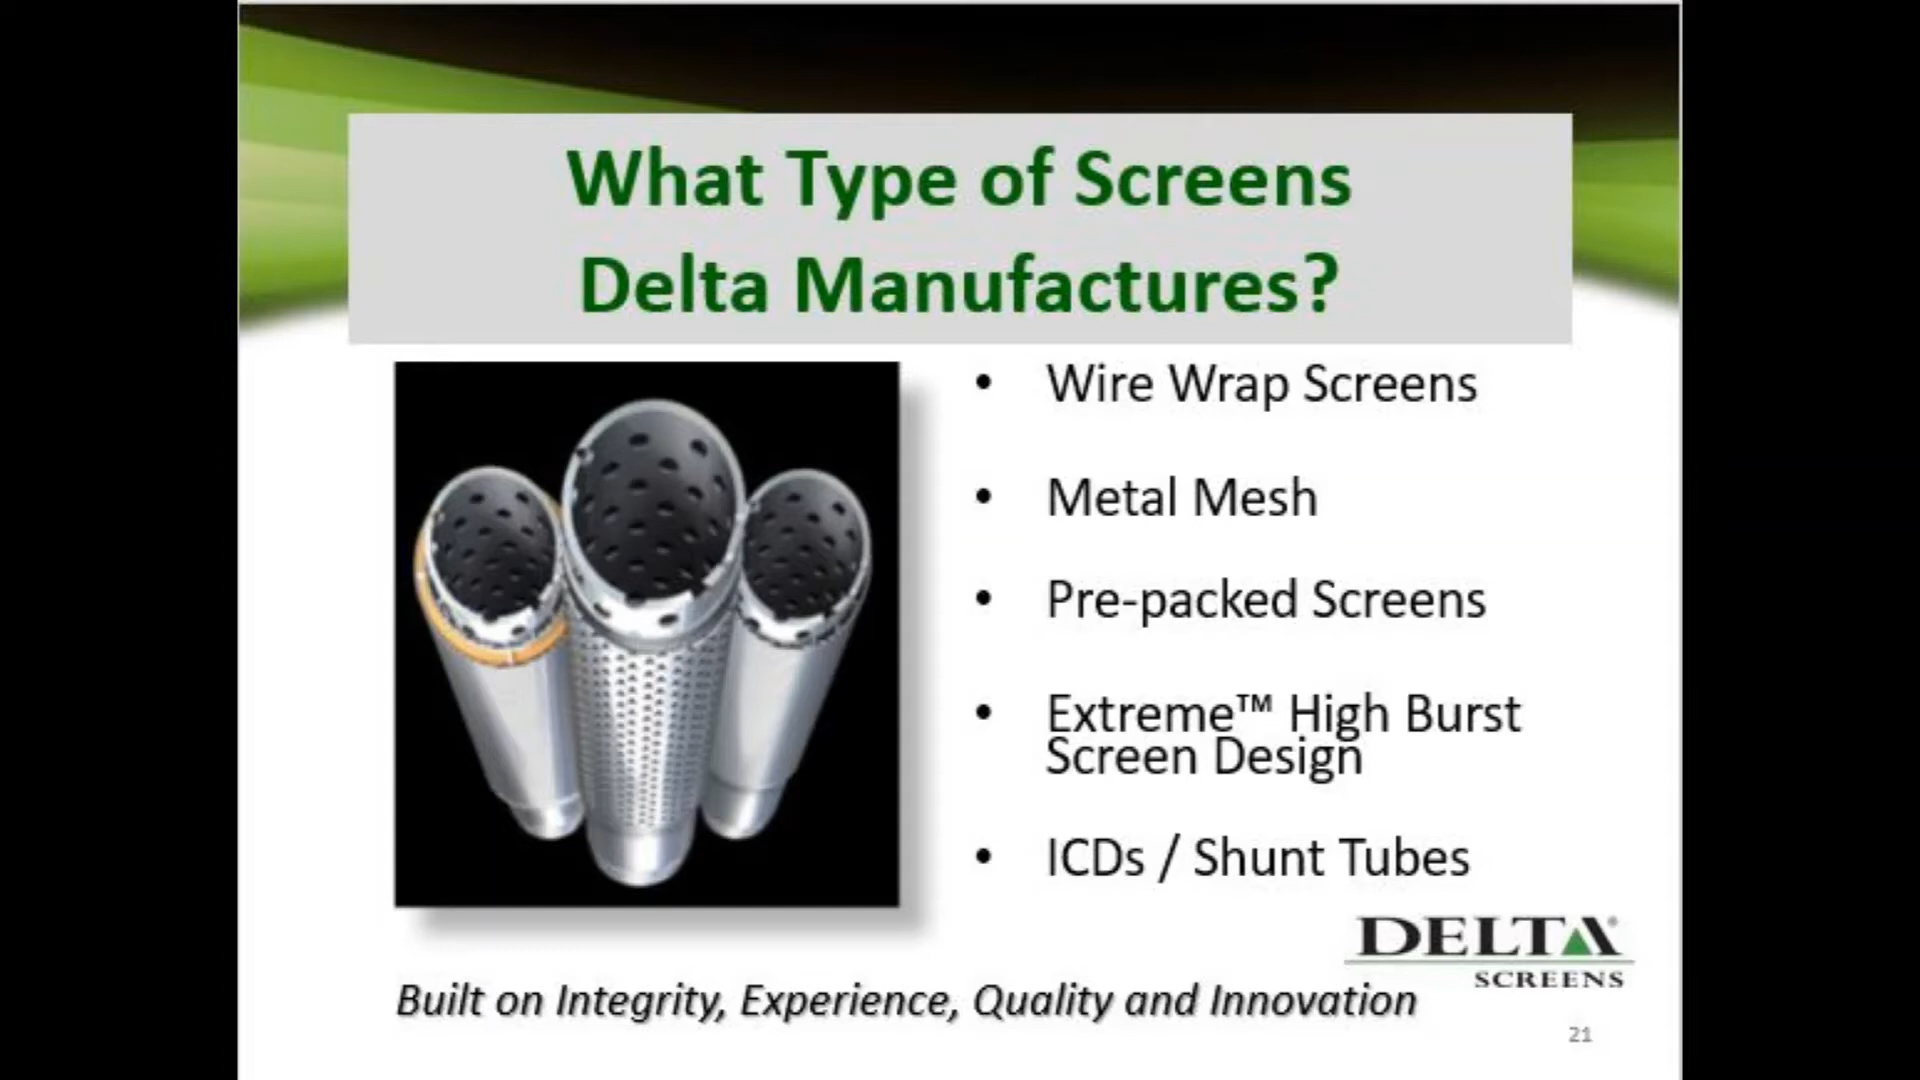 What Type of Screens
Delta Manufactures?
• Wire Wrap Screens
• Metal Mesh
• Pre-packed Screens
• Extreme™ High Burst
Screen Design
• ICDs / Shunt Tubes
DELTA®
SCREENS
Built on Integrity, Experience, Quality and Innovation
21